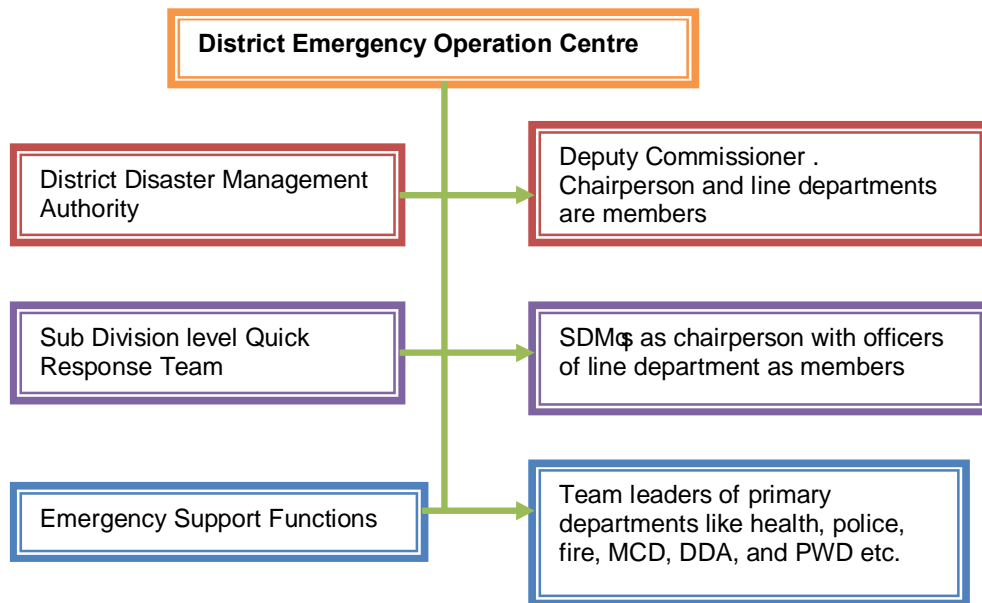 District Emergency Operation Centre
District Disaster Management
Authority
Deputy Commissioner .
Chairperson and line departments
are members
Sub Division level Quick
Response Team
SDMqs as chairperson with officers
of line department as members
Emergency Support Functions
Team leaders of primary
departments like health, police,
fire, MCD, DDA, and PWD etc.